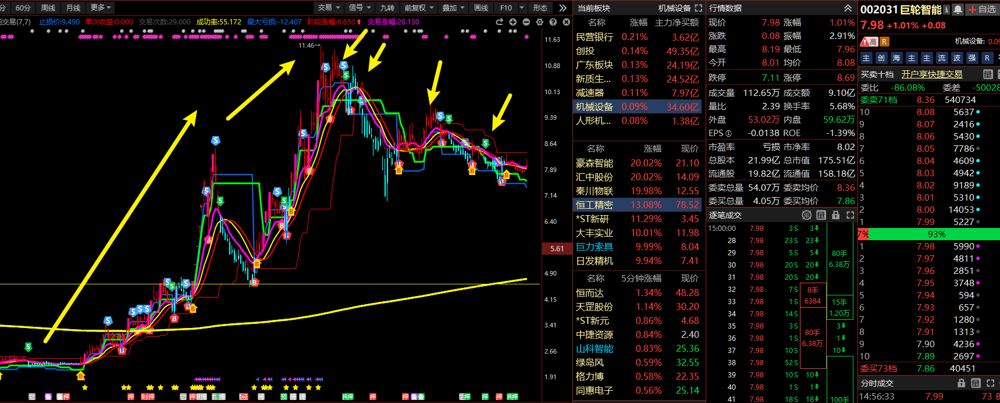 分 60分 周线 月线 更多 交易 信号 九转 前复权 叠加 画线 F10 形态
能交易(7,7) 止损价:9.490 单次收益:0.000 交易次数:29.000 成功率:55.172 最大亏损:-12.407 阶段涨幅:6.653 交易涨幅:26.130
11.46
11.63
10.88
10.13
9.39
8.64
7.89
7.14
6.40
5.61
4.90
4.15
3.41
2.66
1.91
当前板块 机械设备
名称 涨幅 主力净买额
民营银行 0.21% 3.62亿
创投 0.14% 49.35亿
广东板块 0.13% 24.19亿
新质生... 0.13% 24.52亿
减速器 0.11% 7.97亿
机械设备 0.09% 34.60亿
人形机... 0.08% 1.38亿
名称 涨幅 现价
豪森智能 20.02% 21.10
汇中股份 20.02% 14.09
秦川物联 19.98% 12.55
恒工精密 13.08% 78.52
*ST新研 11.29% 3.45
大丰实业 10.01% 11.98
巨力索具 9.99% 8.04
日发精机 9.94% 7.41
名称 5分钟涨幅 现价
恒而达 1.34% 48.28
天罡股份 1.14% 30.20
*ST新元 0.86% 4.68
中捷资源 0.84% 2.40
山科智能 0.83% 25.36
绿岛风 0.59% 32.55
格力博 0.58% 22.35
同惠电子 0.56% 25.14
行情数据
现价 7.98 涨幅 1.01%
涨跌 0.08 振幅 2.91%
最高 8.19 最低 7.96
今开 8.01 均价 8.08
跌停 7.11 涨停 8.69
成交量 112.65万 成交额 9.10亿
量比 2.39 换手率 5.68%
外盘 53.02万 内盘 59.62万
EPS① -0.0138 ROE -1.39%
市盈率 亏损 市净率 8.02
总股本 21.99亿 总市值 175.51亿
流通股 19.82亿 流通值 158.18亿
委卖总量 54.07万 委卖均价 8.36
委买总量 4.05万 委买均价 7.86
逐笔成交 单 量
15:00:00 7.98 3 S 3
28 7.98 23 S 23
29 7.98 5 S 5 80手
30 7.98 20 S 20 6.38万
31 7.98 20 S 20
32 7.98 7 S 8手
33 7.98 1 S 6384 15手
34 7.98 14 S 1.20万
35 7.98 3 S 3
36 7.98 1 S 80手 1
37 7.98 10 S 6.38万 10
38 7.98 52 S
39 7.98 10 S 10
40 7.98 1 S 1
41 7.98 18 S 18 100手
002031 巨轮智能 自选
7.98 +1.01% +0.08
高 R 机械设备: 0.09
主 创 海 主 主 流 波 强 R
买卖十档 开户享快捷交易 量
委比 -86.08% 委差 -50028
委卖71档 8.36 540734
10 8.08 5637
9 8.07 2416
8 8.06 5430
7 8.05 7786
6 8.04 4609
5 8.03 4942
4 8.02 9189
3 8.01 5310
2 8.00 14053
1 7.99 5227
7% 93%
1 7.98 5990
2 7.97 4811
3 7.96 2851
4 7.95 3748
5 7.94 594
6 7.93 657
7 7.92 1280
8 7.91 1313
9 7.90 4236
10 7.89 2697
委买73档 7.86 40451
分时成交 量
14:56:33 7.99 73 B